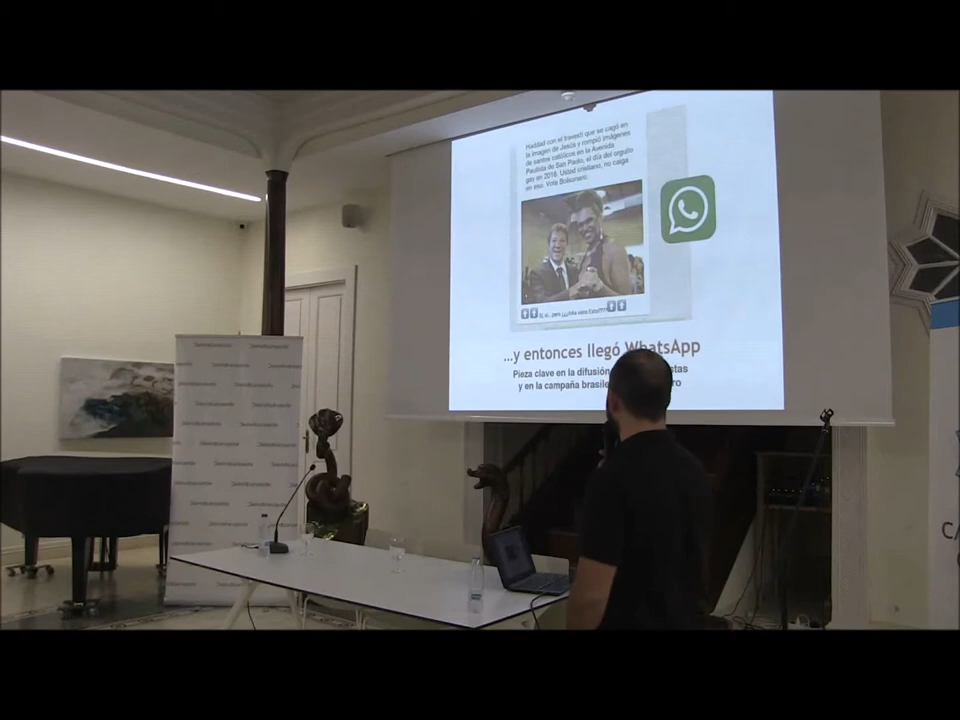 Haddad con el travesti que se cagó en
la imagen de Jesús y rompió imágenes
de santos católicos en la Avenida
Paulista de San Paolo, el día del orgullo
gay en 2016. Usted cristiano, no caiga
en eso. Vote Bolsonaro.
...y entonces llegó WhatsApp
Pieza clave en la difusión
y en la campaña